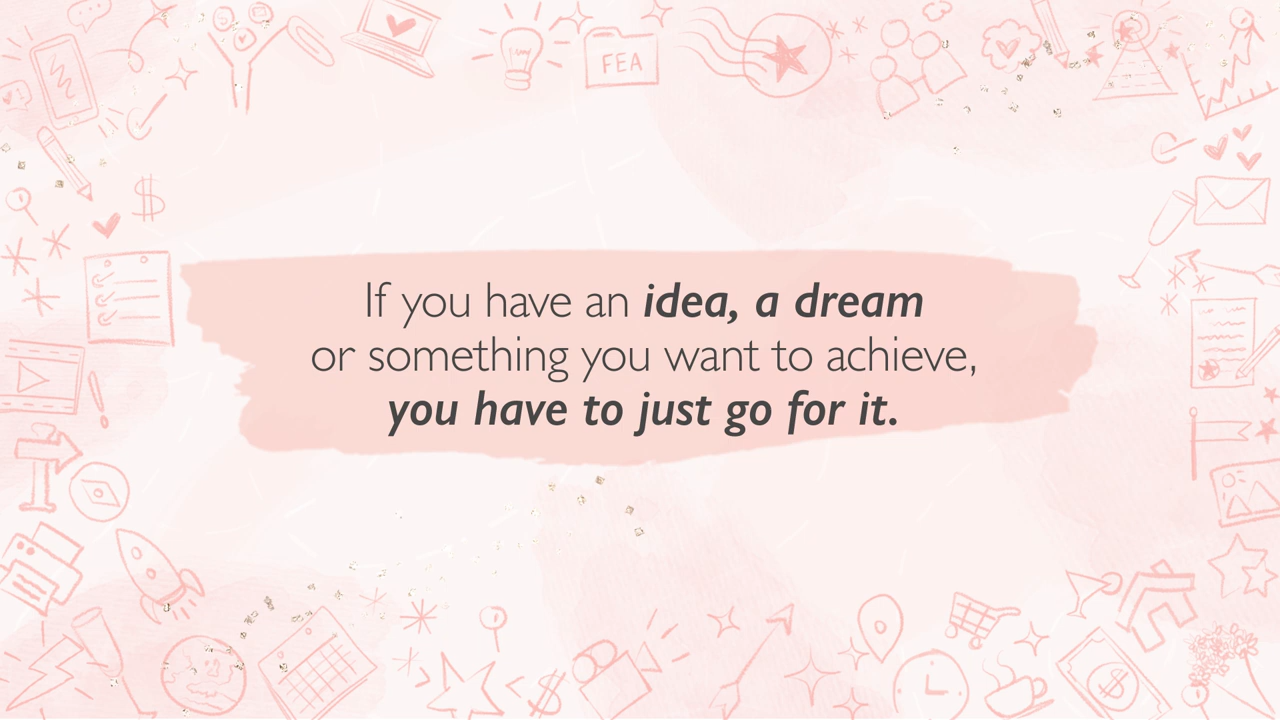 FEA
If you have an idea, a dream
or something you want to achieve,
you have to just go for it.